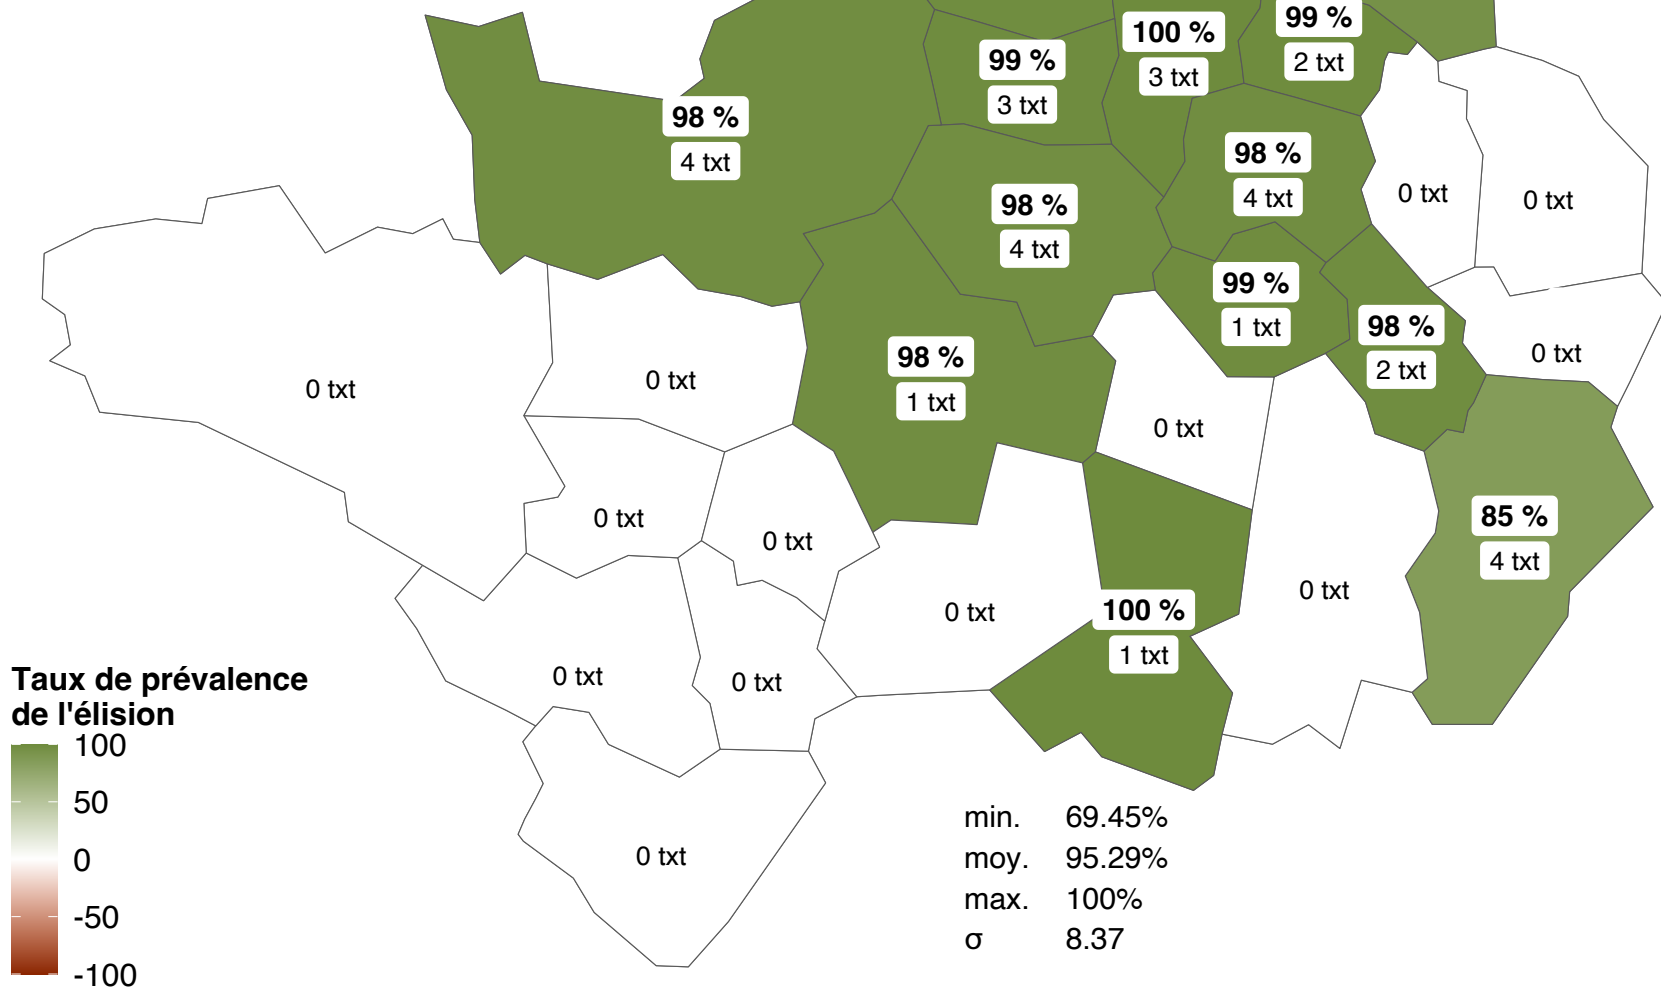 99 %
2 txt
100 %
3 txt
99 %
3 txt
98 %
4 txt
98 %
4 txt
0 txt
0 txt
98 %
4 txt
99 %
1 txt
98 %
2 txt
0 txt
98 %
1 txt
0 txt
0 txt
0 txt
0 txt
0 txt
85 %
4 txt
0 txt
0 txt
100 %
1 txt
0 txt
0 txt
Taux de prévalence
de l'élision
100
50
0
-50
-100
0 txt
min. 69.45%
moy. 95.29%
max. 100%
σ 8.37